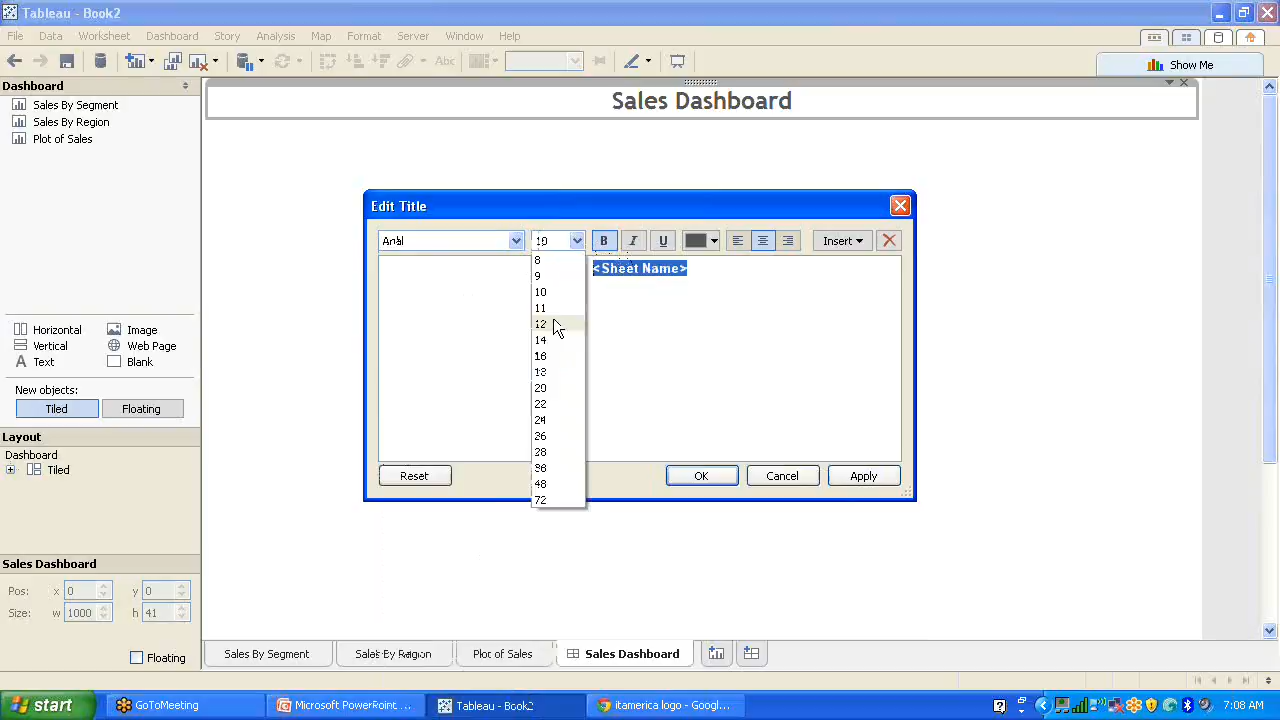 Tableau - Book2
File Data Worksheet Dashboard Story Analysis Map Format Server Window Help
Abc
Show Me
Dashboard
Sales By Segment
Sales By Region
Plot of Sales
Horizontal Image
Vertical Web Page
Text Blank
New objects:
Tiled Floating
Layout
Dashboard
Tiled
Sales Dashboard
Pos: x 0 y 0
Size: w 1000 h 41
Floating
Sales Dashboard
Edit Title
Arial 10 B I U Insert
<Sheet Name>
8
9
10
11
12
14
16
18
20
22
24
26
28
36
48
72
Reset OK Cancel Apply
Sales By Segment Sales By Region Plot of Sales Sales Dashboard
start GoToMeeting Microsoft PowerPoint ... Tableau - Book2 itamerica logo - Googl... 7:08 AM